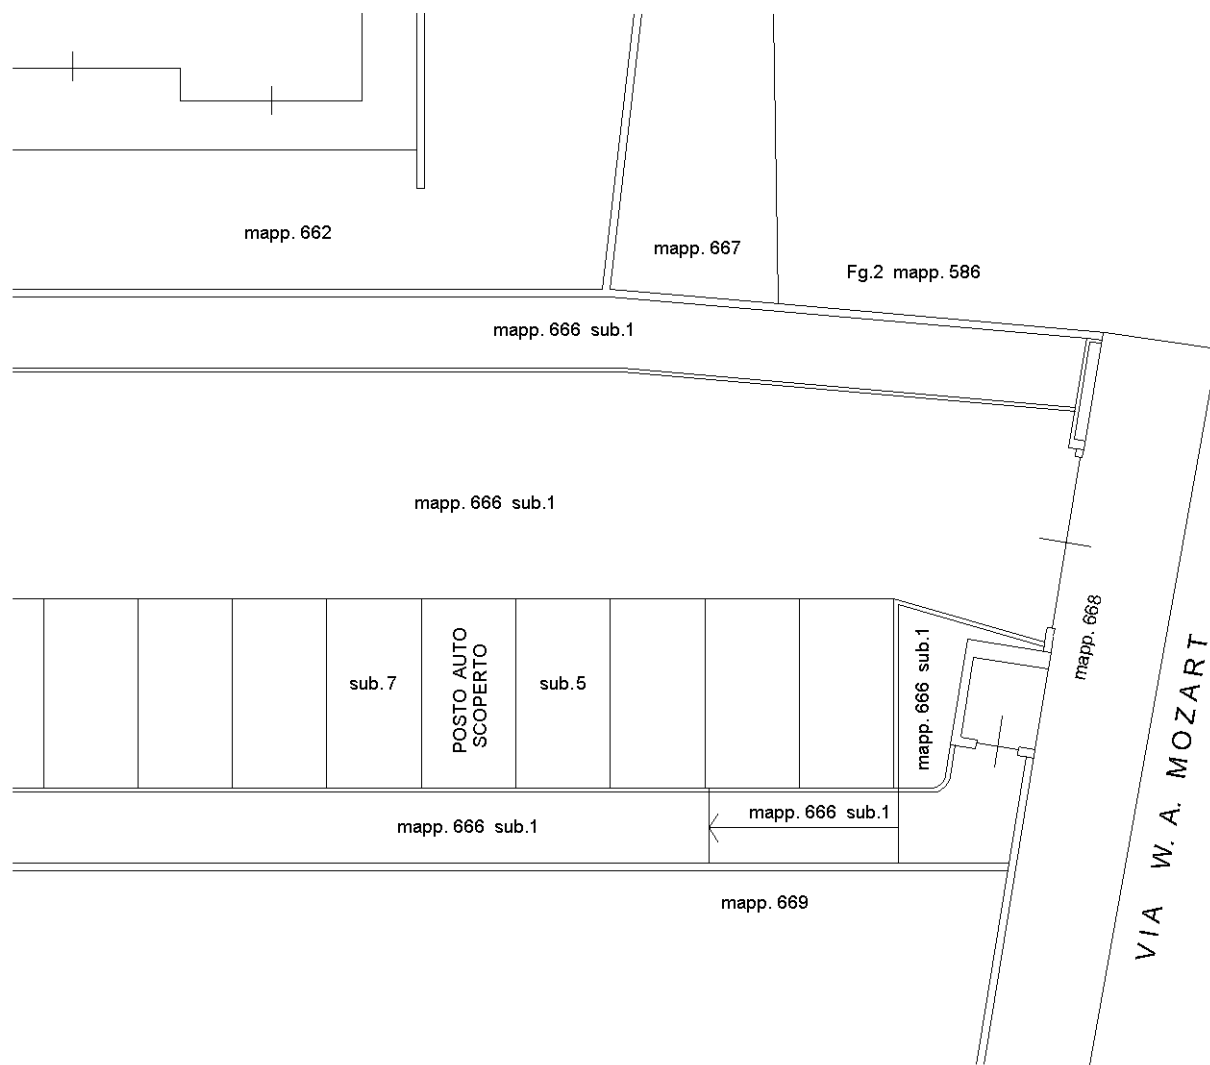 mapp. 662
mapp. 667
Fg.2 mapp. 586
mapp. 666 sub.1
mapp. 666 sub.1
mapp. 668
sub.7
POSTO AUTO
SCOPERTO
sub.5
mapp. 666 sub.1
VIA W. A. MOZART
mapp. 666 sub.1
mapp. 666 sub.1
mapp. 669